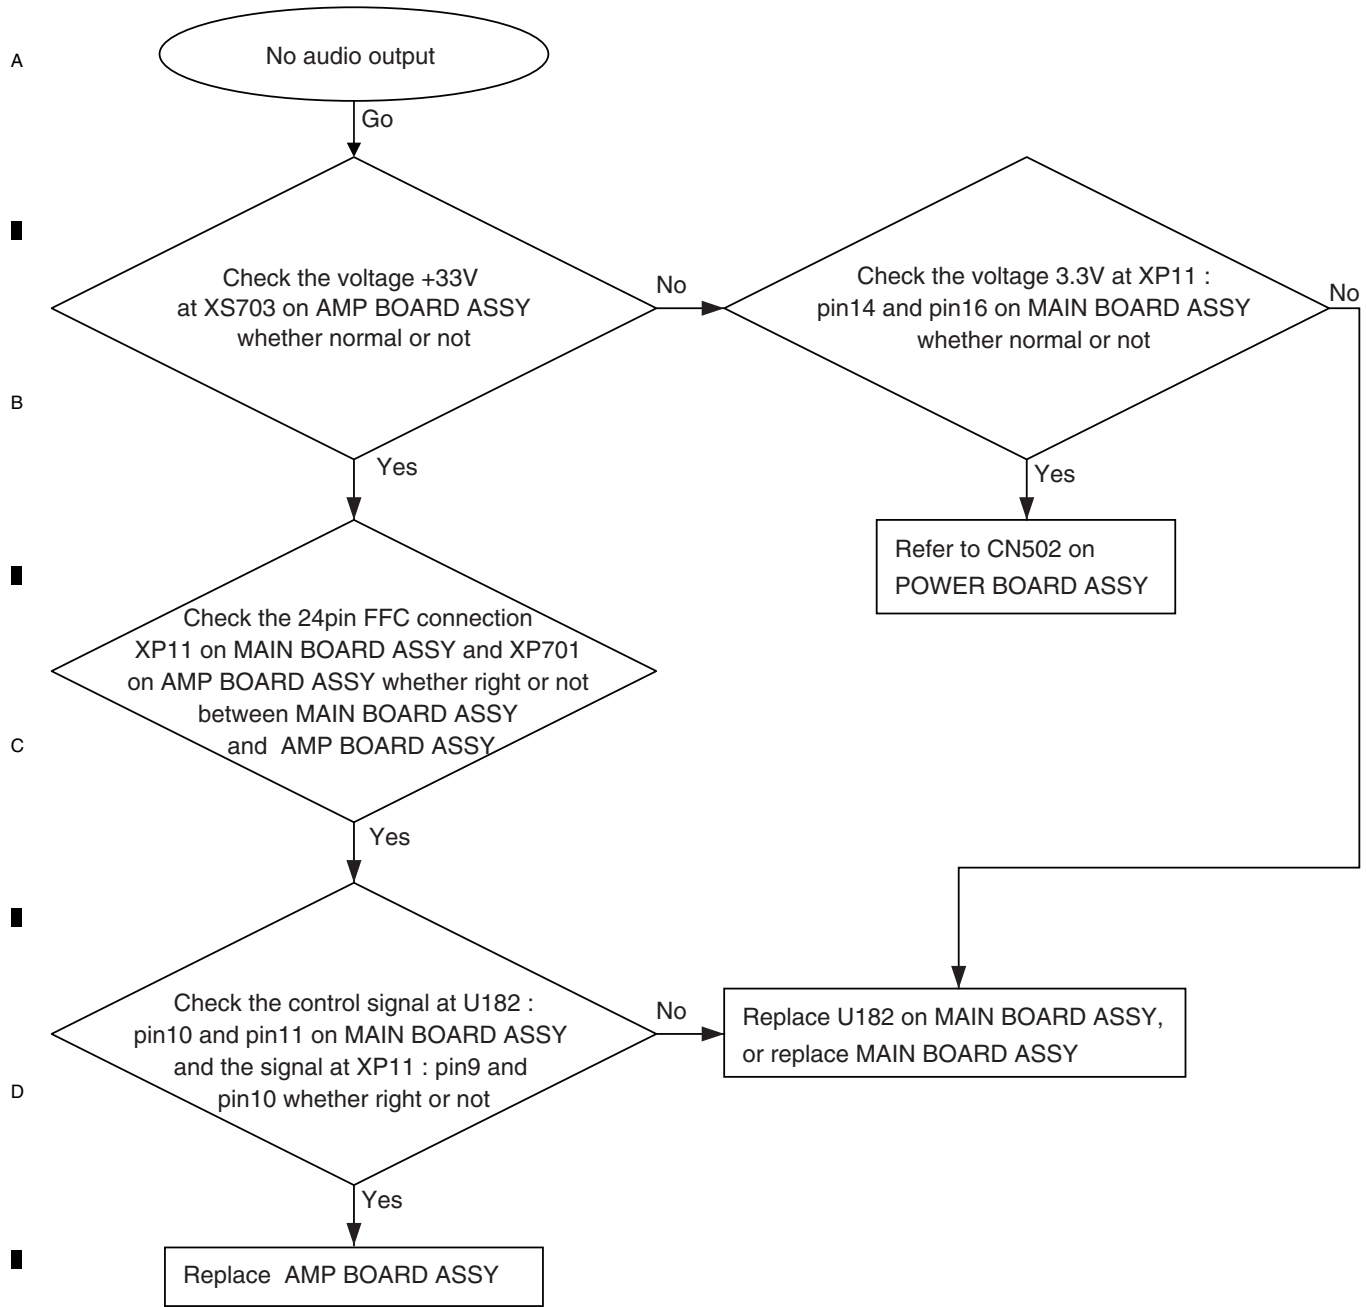 A
No audio output
Go
Check the voltage +33V
at XS703 on AMP BOARD ASSY
whether normal or not
No
Check the voltage 3.3V at XP11 :
pin14 and pin16 on MAIN BOARD ASSY
whether normal or not
No
B
Yes
Yes
Refer to CN502 on
POWER BOARD ASSY
Check the 24pin FFC connection
XP11 on MAIN BOARD ASSY and XP701
on AMP BOARD ASSY whether right or not
between MAIN BOARD ASSY
and AMP BOARD ASSY
C
Yes
Check the control signal at U182 :
pin10 and pin11 on MAIN BOARD ASSY
and the signal at XP11 : pin9 and
pin10 whether right or not
No
Replace U182 on MAIN BOARD ASSY,
or replace MAIN BOARD ASSY
D
Yes
Replace AMP BOARD ASSY